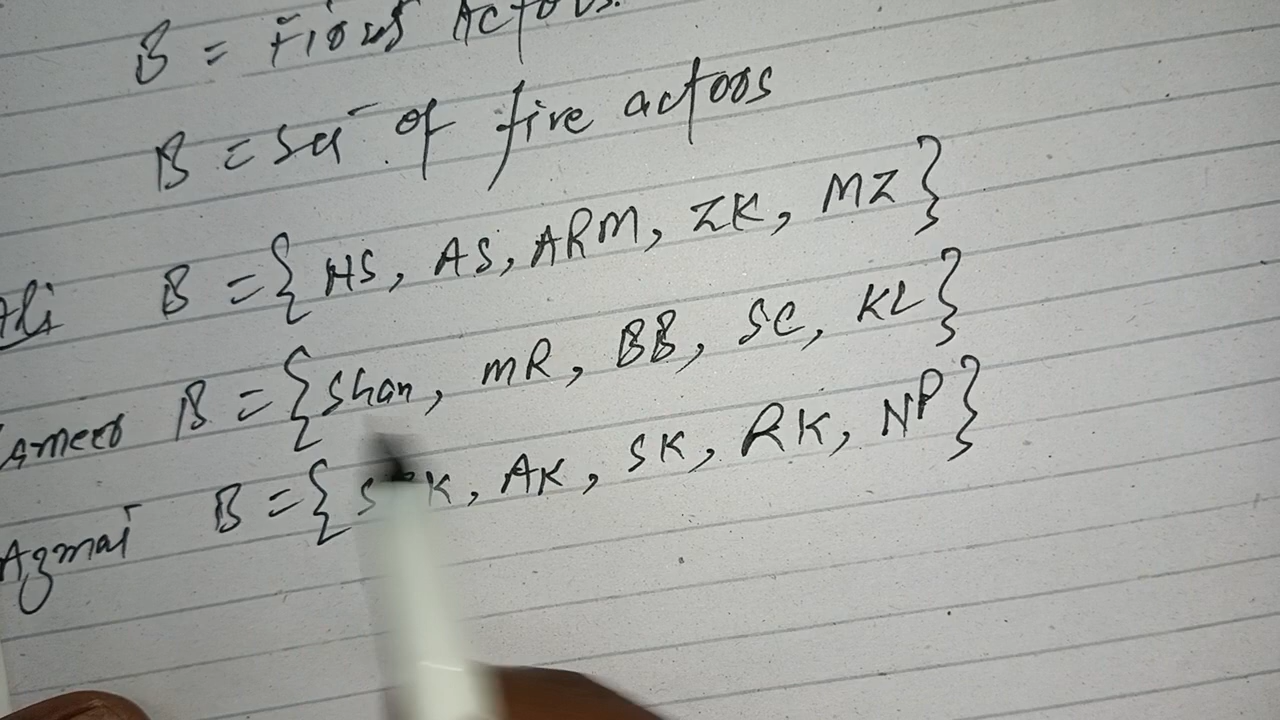 B = Actors.
B = Set of five actors
Ali B = { HS, AS, ARM, ZK, MZ }
ameer B = { Shan, MR, BB, SC, KL }
Azmat B = { K, AK, SK, RK, NP }